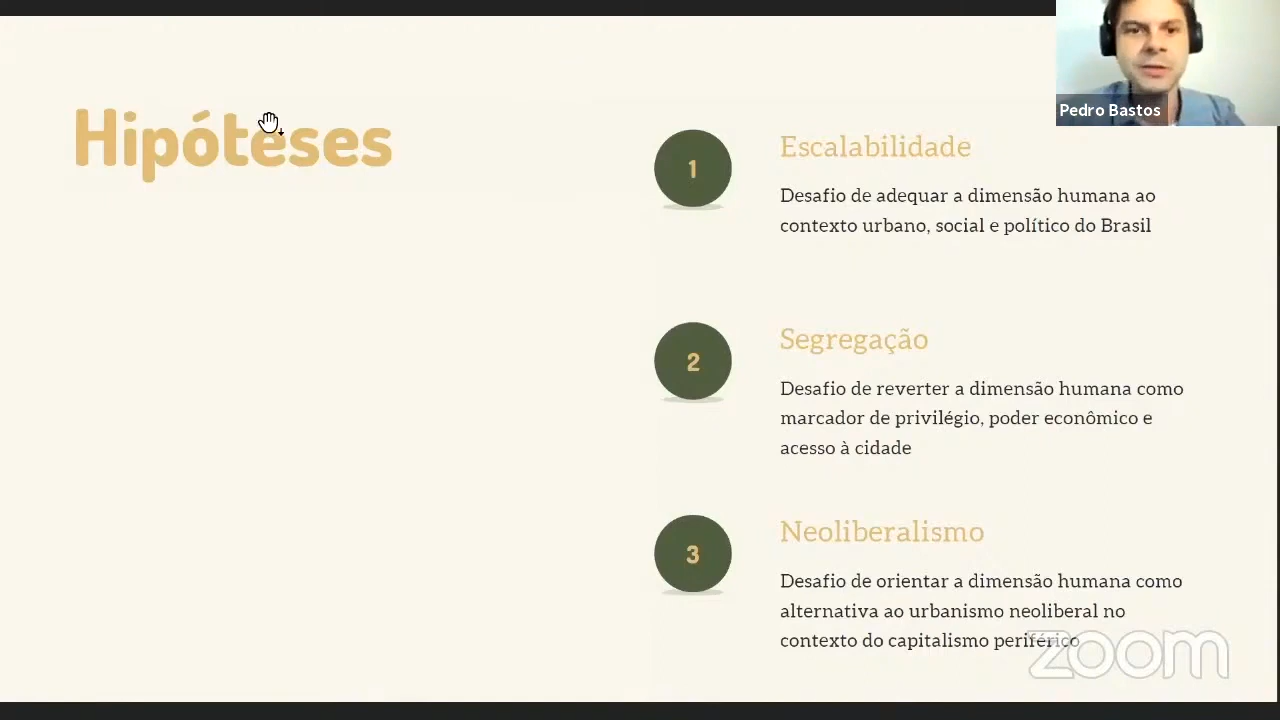 Hipóteses
Pedro Bastos
1
Escalabilidade
Desafio de adequar a dimensão humana ao
contexto urbano, social e político do Brasil
2
Segregação
Desafio de reverter a dimensão humana como
marcador de privilégio, poder econômico e
acesso à cidade
3
Neoliberalismo
Desafio de orientar a dimensão humana como
alternativa ao urbanismo neoliberal no
contexto do capitalismo periférico
zoom